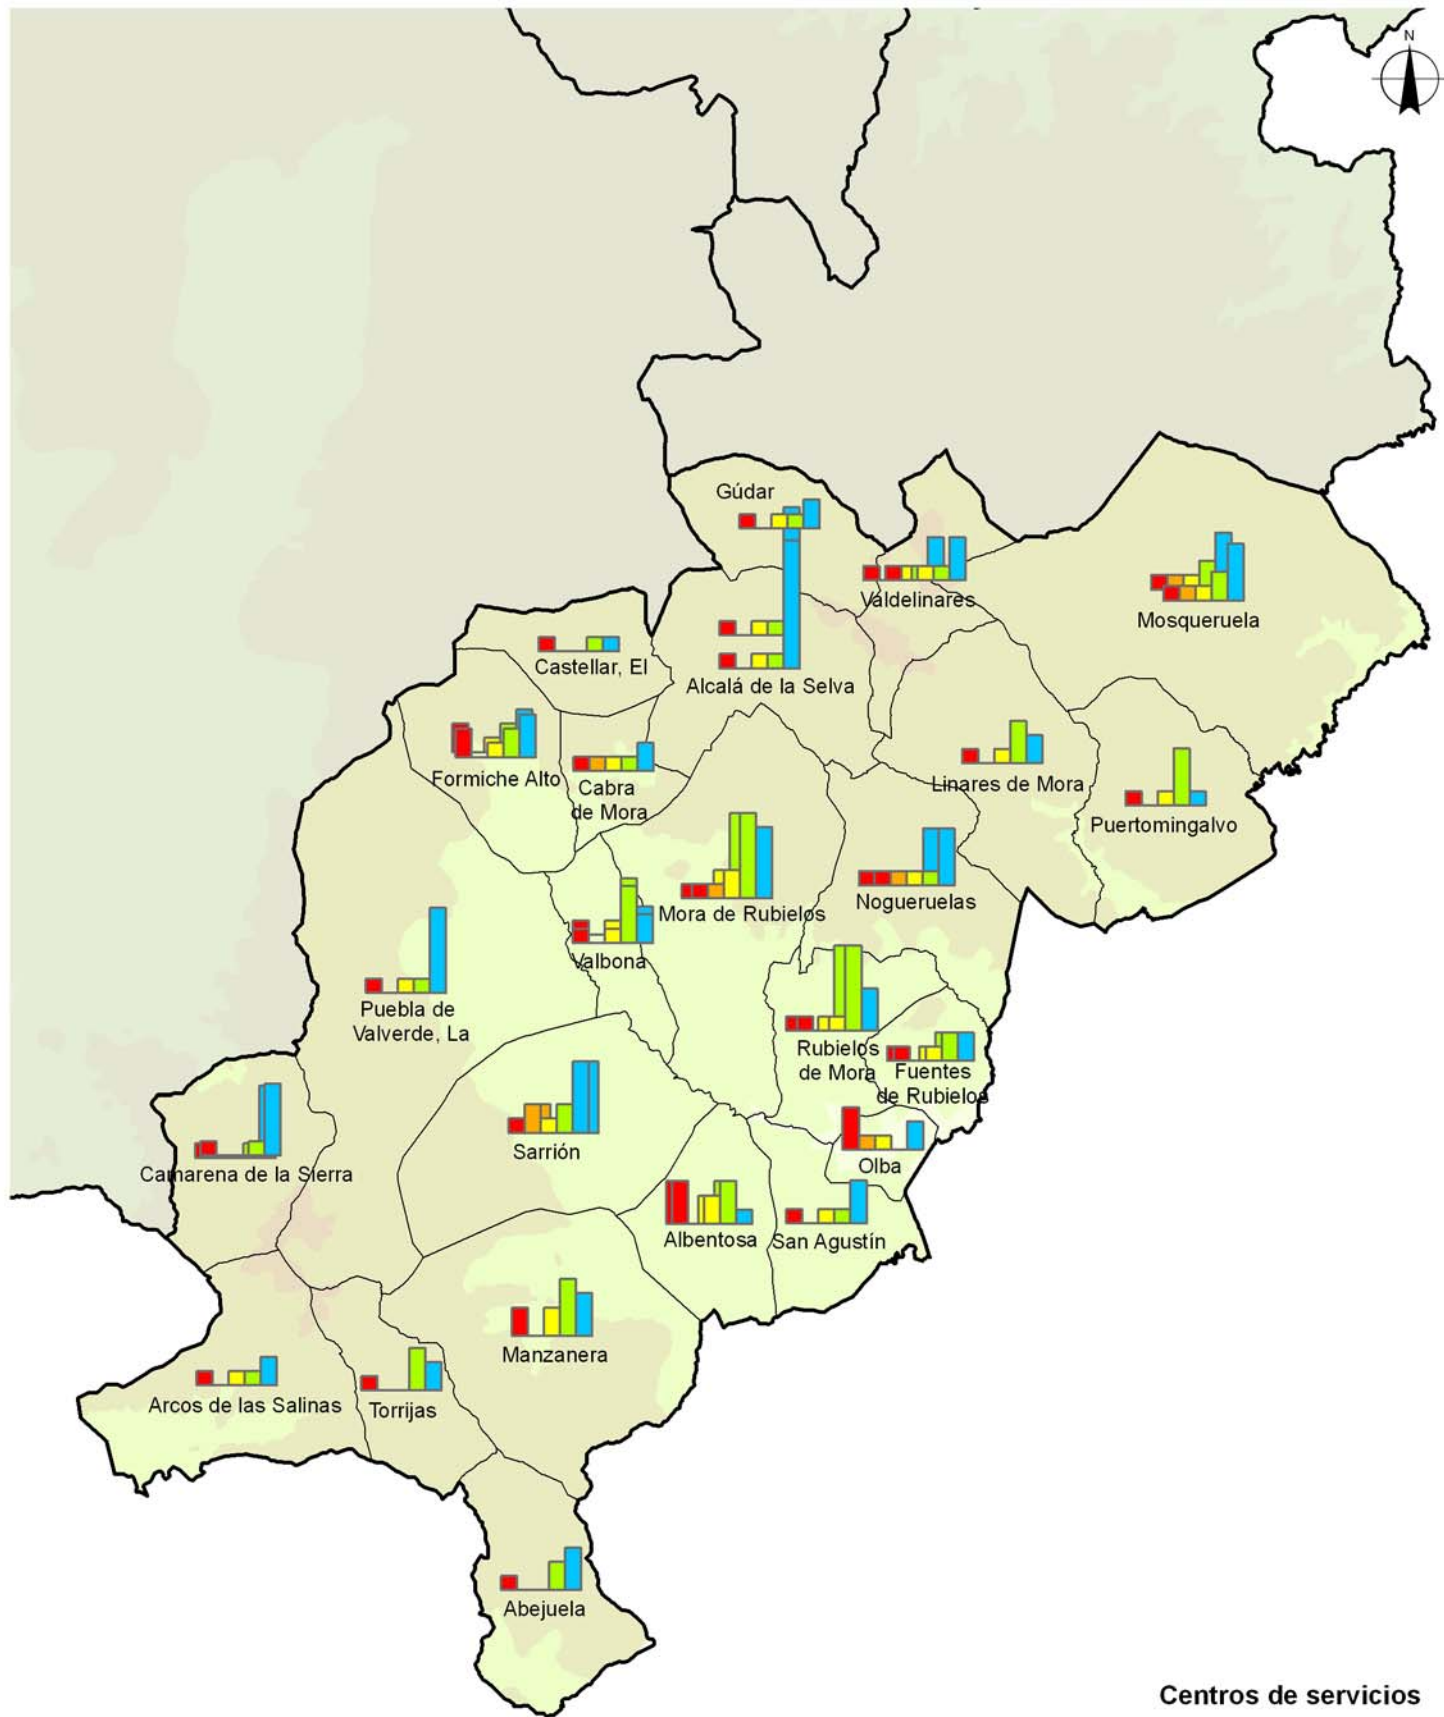 N
Gúdar
Valdelinares
Mosqueruela
Castellar, El
Alcalá de la Selva
Formiche Alto
Cabra
de Mora
Linares de Mora
Puertomingalvo
Mora de Rubielos
Nogueruelas
Valbona
Puebla de
Valverde, La
Rubielos
de Mora
Fuentes
de Rubielos
Sarrión
Olba
Camarena de la Sierra
Albentosa
San Agustín
Manzanera
Arcos de las Salinas
Torrijas
Abejuela
Centros de servicios